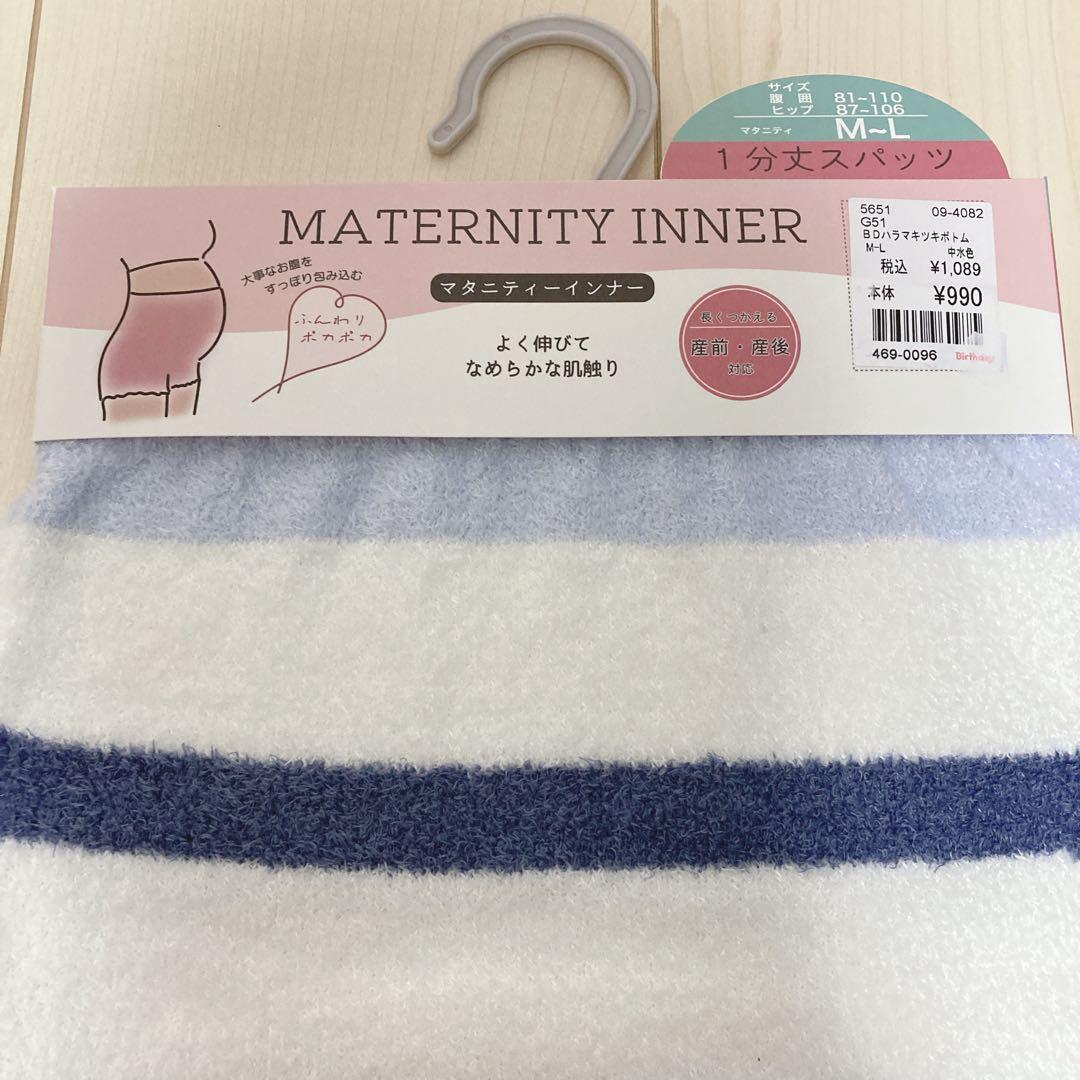 サイズ
腹囲 81~110
ヒップ 87~106
マタニティ M~L
1分丈スパッツ
MATERNITY INNER
マタニティーインナー
大事なお腹を
すっぽり包み込む
ふんわり
ポカポカ
よく伸びて
なめらかな肌触り
長くつかえる
産前・産後
対応
5651 09-4082
G51
BDハラマキツキボトム
M-L 中水色
税込 ¥1,089
本体 ¥990
469-0096 Birthday